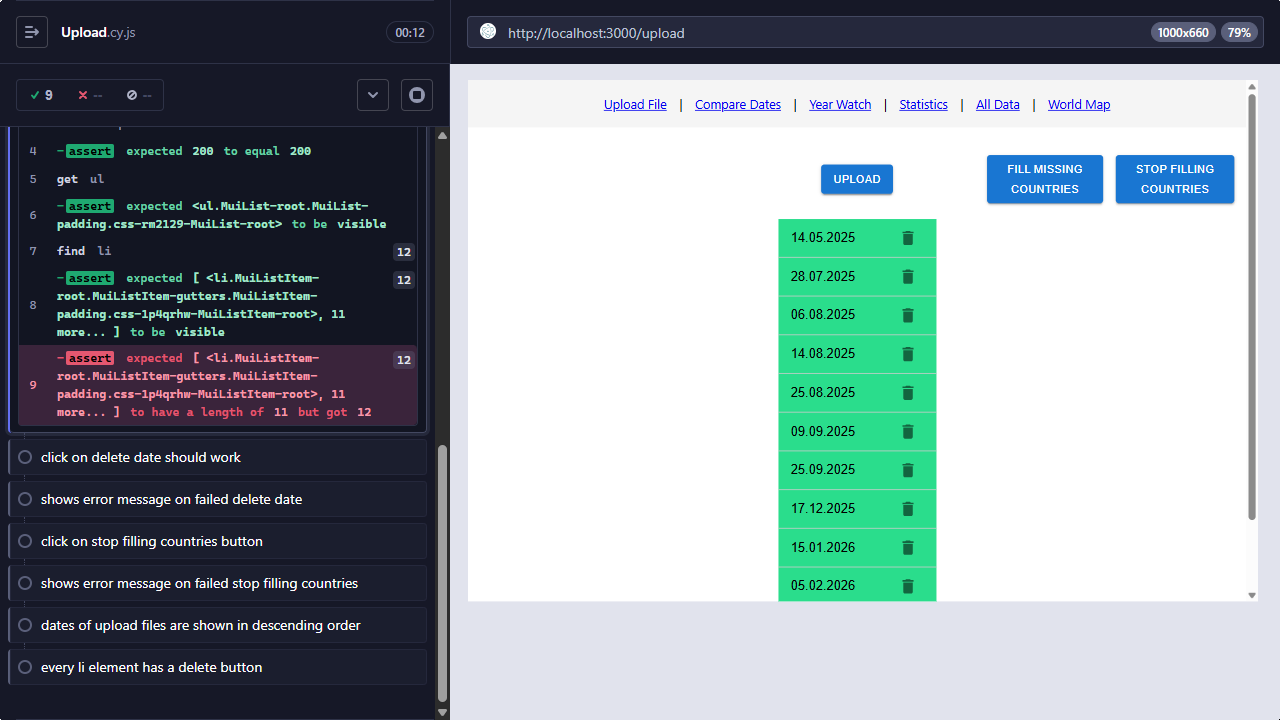 Upload.cy.js
00:12
9 -- --
4 -assert expected 200 to equal 200
5 get ul
6 -assert expected <ul.MuiList-root.MuiList-
padding.css-rm2129-MuiList-root> to be visible
7 find li 12
8 -assert expected [ <li.MuiListItem-
root.MuiListItem-gutters.MuiListItem-
padding.css-1p4qrhw-MuiListItem-root>, 11
more... ] to be visible
12
9 -assert expected [ <li.MuiListItem-
root.MuiListItem-gutters.MuiListItem-
padding.css-1p4qrhw-MuiListItem-root>, 11
more... ] to have a length of 11 but got 12
12
click on delete date should work
shows error message on failed delete date
click on stop filling countries button
shows error message on failed stop filling countries
dates of upload files are shown in descending order
every li element has a delete button
http://localhost:3000/upload
1000x660
79%
Upload File | Compare Dates | Year Watch | Statistics | All Data | World Map
UPLOAD
FILL MISSING
COUNTRIES
STOP FILLING
COUNTRIES
14.05.2025
28.07.2025
06.08.2025
14.08.2025
25.08.2025
09.09.2025
25.09.2025
17.12.2025
15.01.2026
05.02.2026